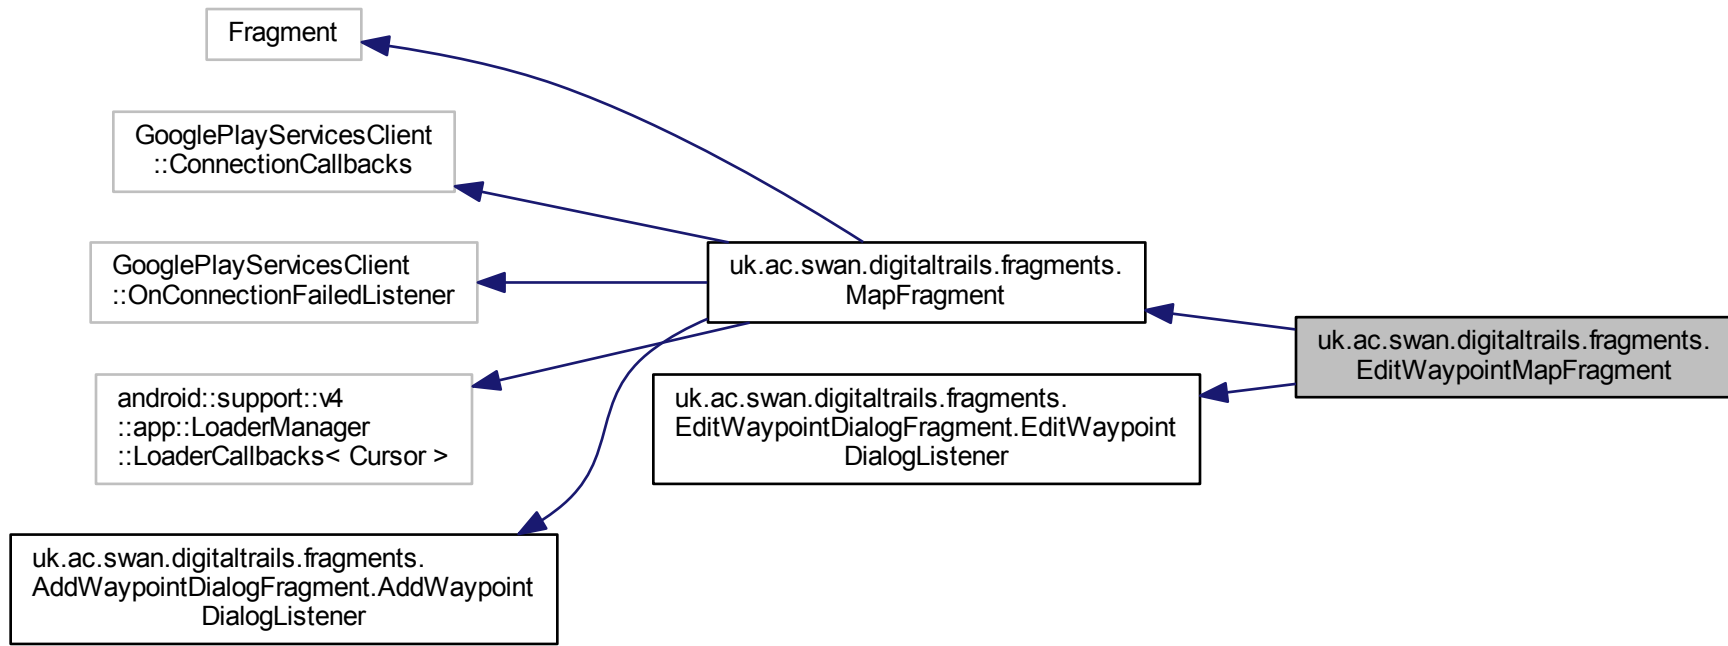 Fragment
GooglePlayServicesClient
::ConnectionCallbacks
GooglePlayServicesClient
::OnConnectionFailedListener
uk.ac.swan.digitaltrails.fragments.
MapFragment
uk.ac.swan.digitaltrails.fragments.
EditWaypointMapFragment
android::support::v4
::app::LoaderManager
::LoaderCallbacks< Cursor >
uk.ac.swan.digitaltrails.fragments.
EditWaypointDialogFragment.EditWaypoint
DialogListener
uk.ac.swan.digitaltrails.fragments.
AddWaypointDialogFragment.AddWaypoint
DialogListener